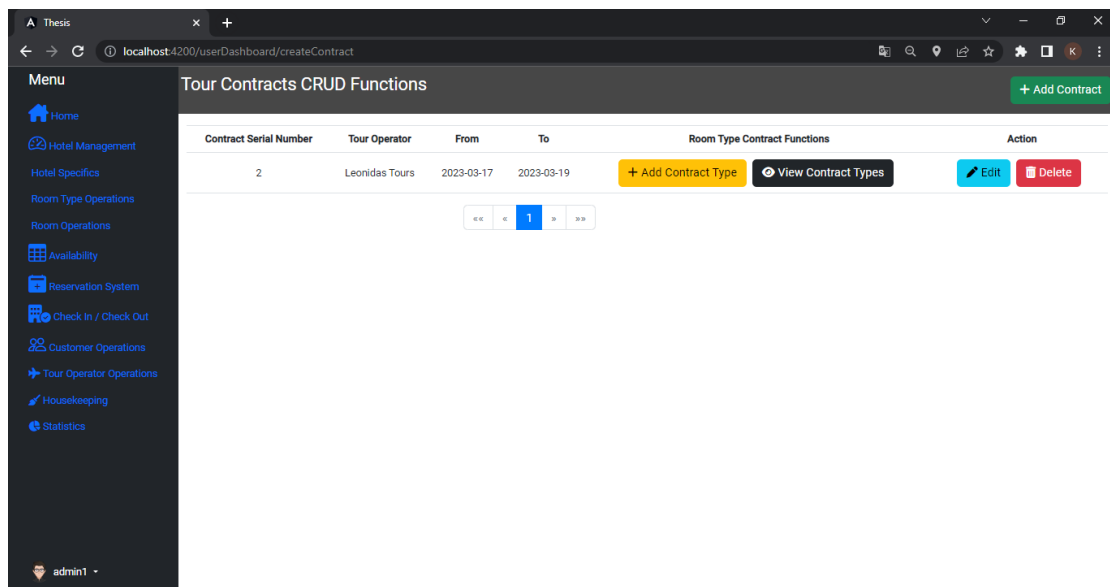 Thesis
localhost:4200/userDashboard/createContract
K
Menu
Tour Contracts CRUD Functions
+ Add Contract
Home
Hotel Management
Hotel Specifics
Room Type Operations
Room Operations
Availability
Reservation System
Check In / Check Out
Customer Operations
Tour Operator Operations
Housekeeping
Statistics
admin1
Contract Serial Number Tour Operator From To Room Type Contract Functions Action
2 Leonidas Tours 2023-03-17 2023-03-19 + Add Contract Type View Contract Types Edit Delete
«« « 1 » »»